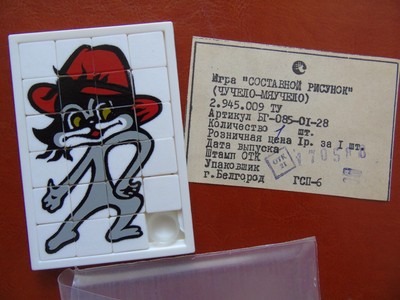 Игра "СОСТАВНОЙ РИСУНОК"
(ЧУЧЕЛО-МЯУЧЕЛО)
2.945.009 ТУ
Артикул БГ-085-01-28
Количество 1 шт.
Розничная цена 1р. за 1 шт.
Дата выпуска
Штамп ОТК
Упаковщик
г.Белгород ГСП-6
ОТК